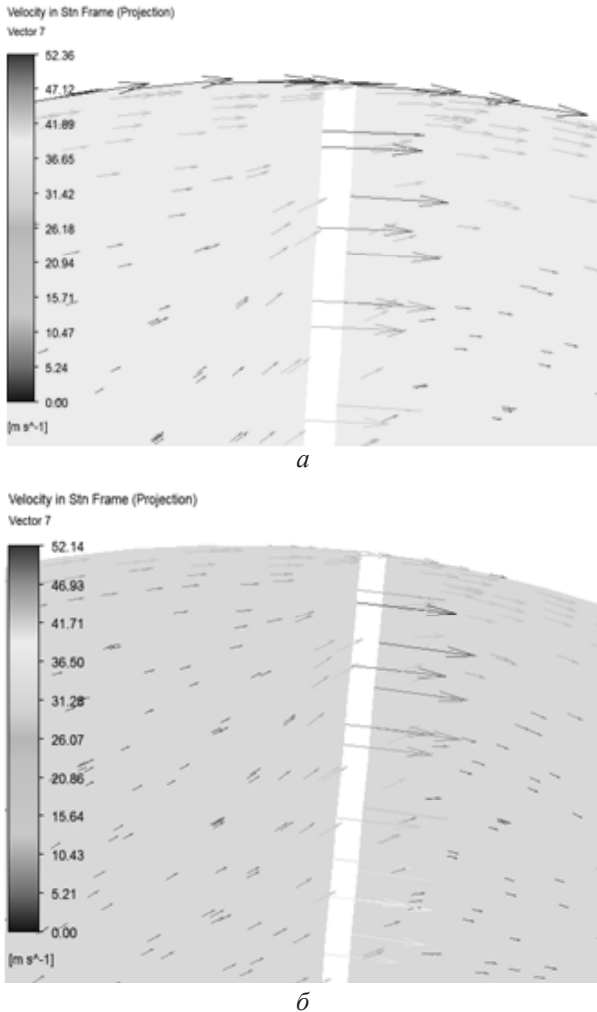 Velocity in Stn Frame (Projection)
Vector 7
52.36
47.12
41.89
36.65
31.42
26.18
20.94
15.71
10.47
5.24
0.00
[m s^-1]
а
Velocity in Stn Frame (Projection)
Vector 7
52.14
46.93
41.71
36.50
31.28
26.07
20.86
15.64
10.43
5.21
0.00
[m s^-1]
б